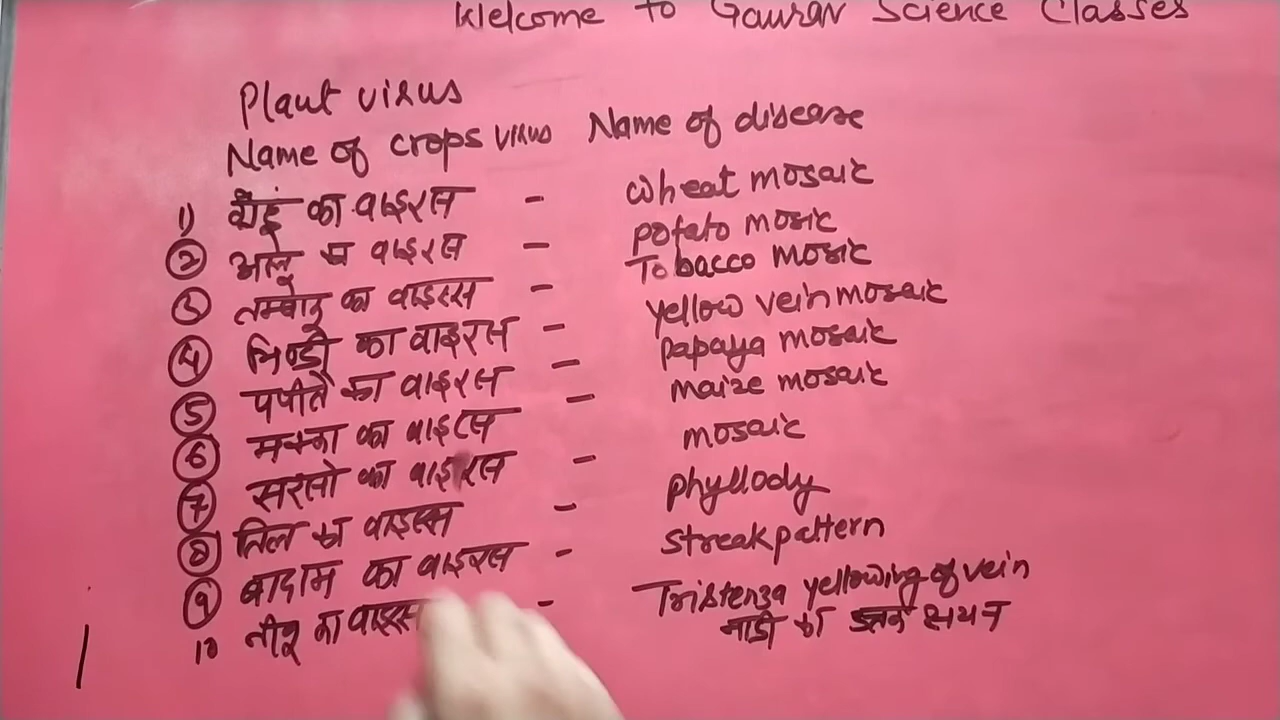 Welcome to Gaurav Science Classes
Plant virus
Name of crops virus Name of disease
1) गेहूं का वाइरस - wheat mosaic
2 आलू का वाइरस - potato mosic
3 तम्बाकू का वाइरस - Tobacco mosic
4 भिण्डी का वाइरस - yellow vein mosaic
5 पपीते का वाइरस - papaya mosaic
6 मक्का का वाइरस - maize mosaic
7 सरसो का वाइरस - mosaic
8 तिल का वाइरस - phyllody
9 बादाम का वाइरस - streak pattern
10 नीबू का वाइरस - Tristenza yellowing of vein
नाडी का